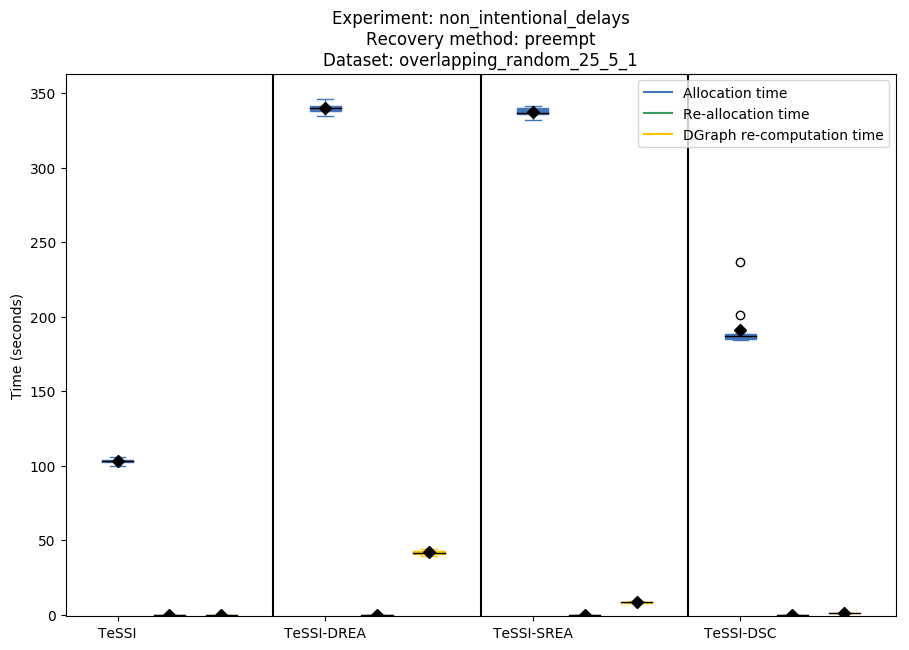 Experiment: non_intentional_delays
Recovery method: preempt
Dataset: overlapping_random_25_5_1
Allocation time
Re-allocation time
DGraph re-computation time
Time (seconds)
350
300
250
200
150
100
50
0
TeSSI
TeSSI-DREA
TeSSI-SREA
TeSSI-DSC